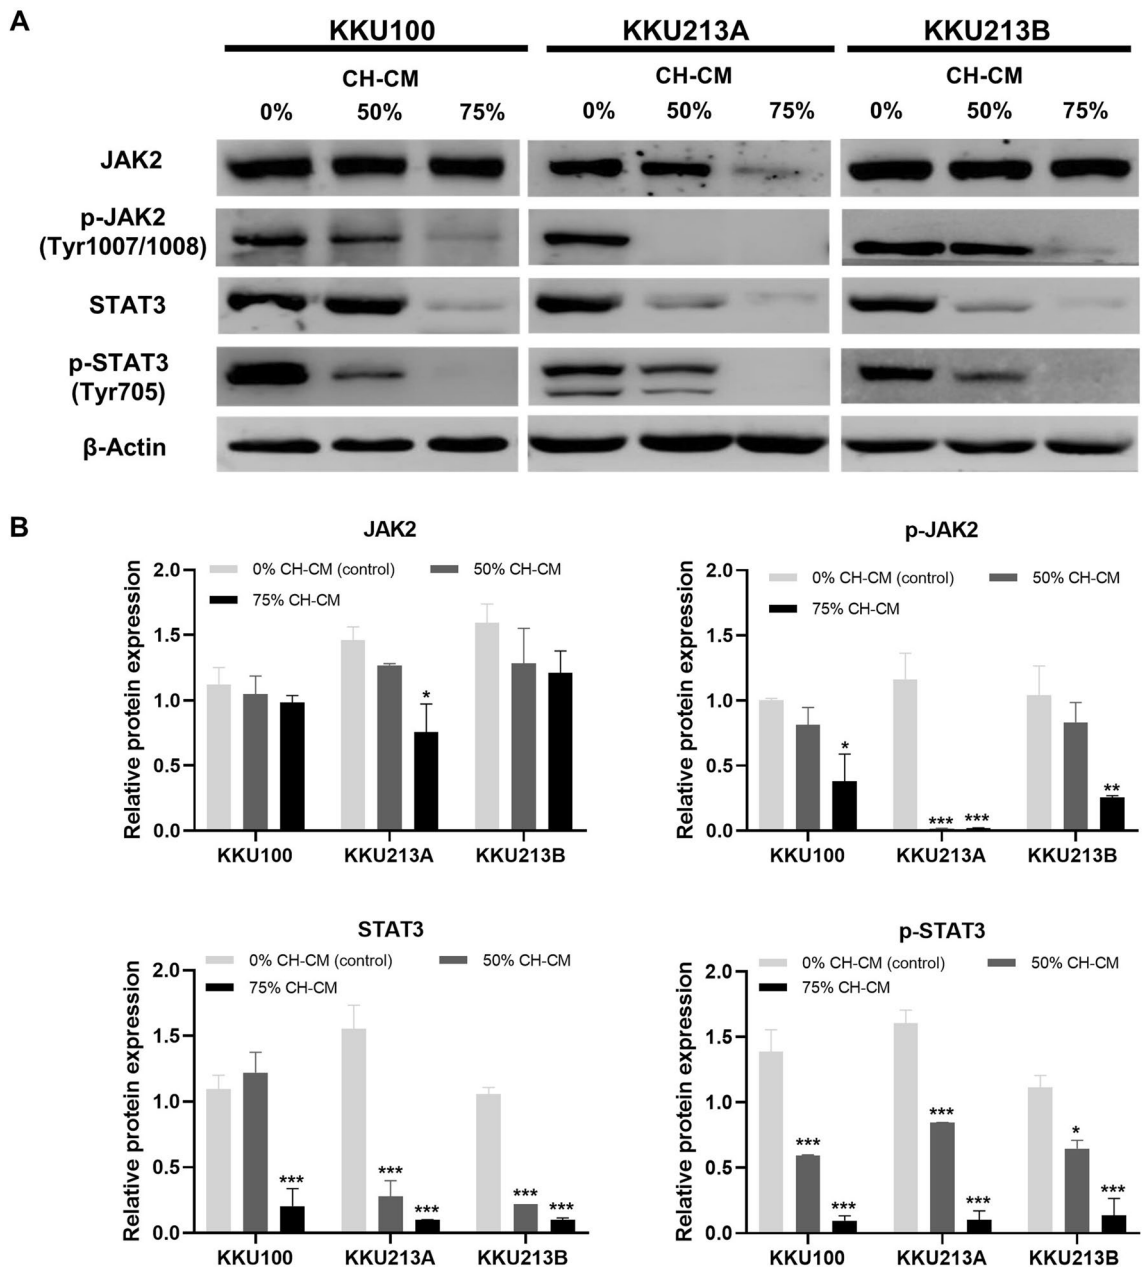 A
KKU100 KKU213A KKU213B
CH-CM CH-CM CH-CM
0% 50% 75% 0% 50% 75% 0% 50% 75%
JAK2
p-JAK2
(Tyr1007/1008)
STAT3
p-STAT3
(Tyr705)
β-Actin
B
JAK2
Relative protein expression
2.0
1.5
1.0
0.5
0.0
0% CH-CM (control) 50% CH-CM
75% CH-CM
*
KKU100 KKU213A KKU213B
p-JAK2
Relative protein expression
2.0
1.5
1.0
0.5
0.0
0% CH-CM (control) 50% CH-CM
75% CH-CM
* *** *** **
KKU100 KKU213A KKU213B
STAT3
Relative protein expression
2.0
1.5
1.0
0.5
0.0
0% CH-CM (control) 50% CH-CM
75% CH-CM
*** *** *** *** ***
KKU100 KKU213A KKU213B
p-STAT3
Relative protein expression
2.0
1.5
1.0
0.5
0.0
0% CH-CM (control) 50% CH-CM
75% CH-CM
*** *** *** *** * ***
KKU100 KKU213A KKU213B